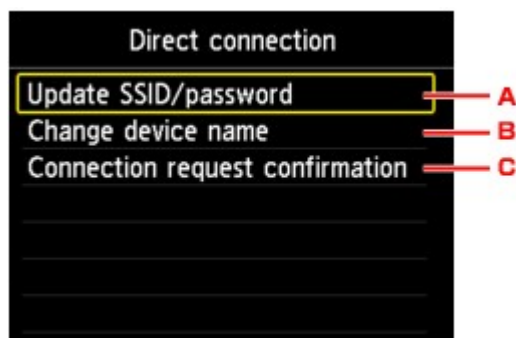 Direct connection
Update SSID/password A
Change device name B
Connection request confirmation C